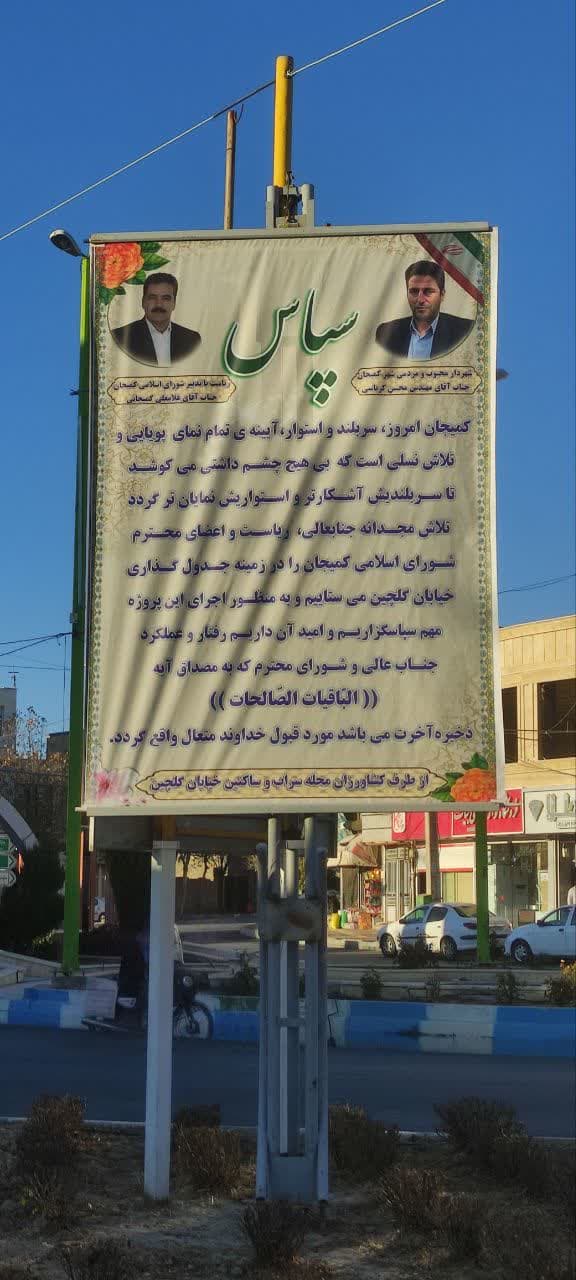 سپاس
شهردار محبوب و مردمی شهر کمیجان
جناب آقای مهندس محسن کرباسی
ریاست با تدبیر شورای اسلامی کمیجان
جناب آقای غلامعلی کمیجانی
کمیجان امروز، سربلند و استوار،آیینه ی تمام نمای پویایی و
تلاش نسلی است که بی هیچ چشم داشتی می کوشد
تا سربلندیش آشکارتر و استواریش نمایان تر گردد
تلاش مجدانه جنابعالی، ریاست و اعضای محترم
شورای اسلامی کمیجان را در زمینه جدول گذاری
خیابان گلچین می ستاییم و به منظور اجرای این پروژه
مهم سپاسگزاریم و امید آن داریم رفتار و عملکرد
جناب عالی و شورای محترم که به مصداق آیه
(( البَاقیات الصَالحات ))
ذخیره آخرت می باشد مورد قبول خداوند متعال واقع گردد.
از طرف کشاورزان محله سراب و ساکنین خیابان گلچین